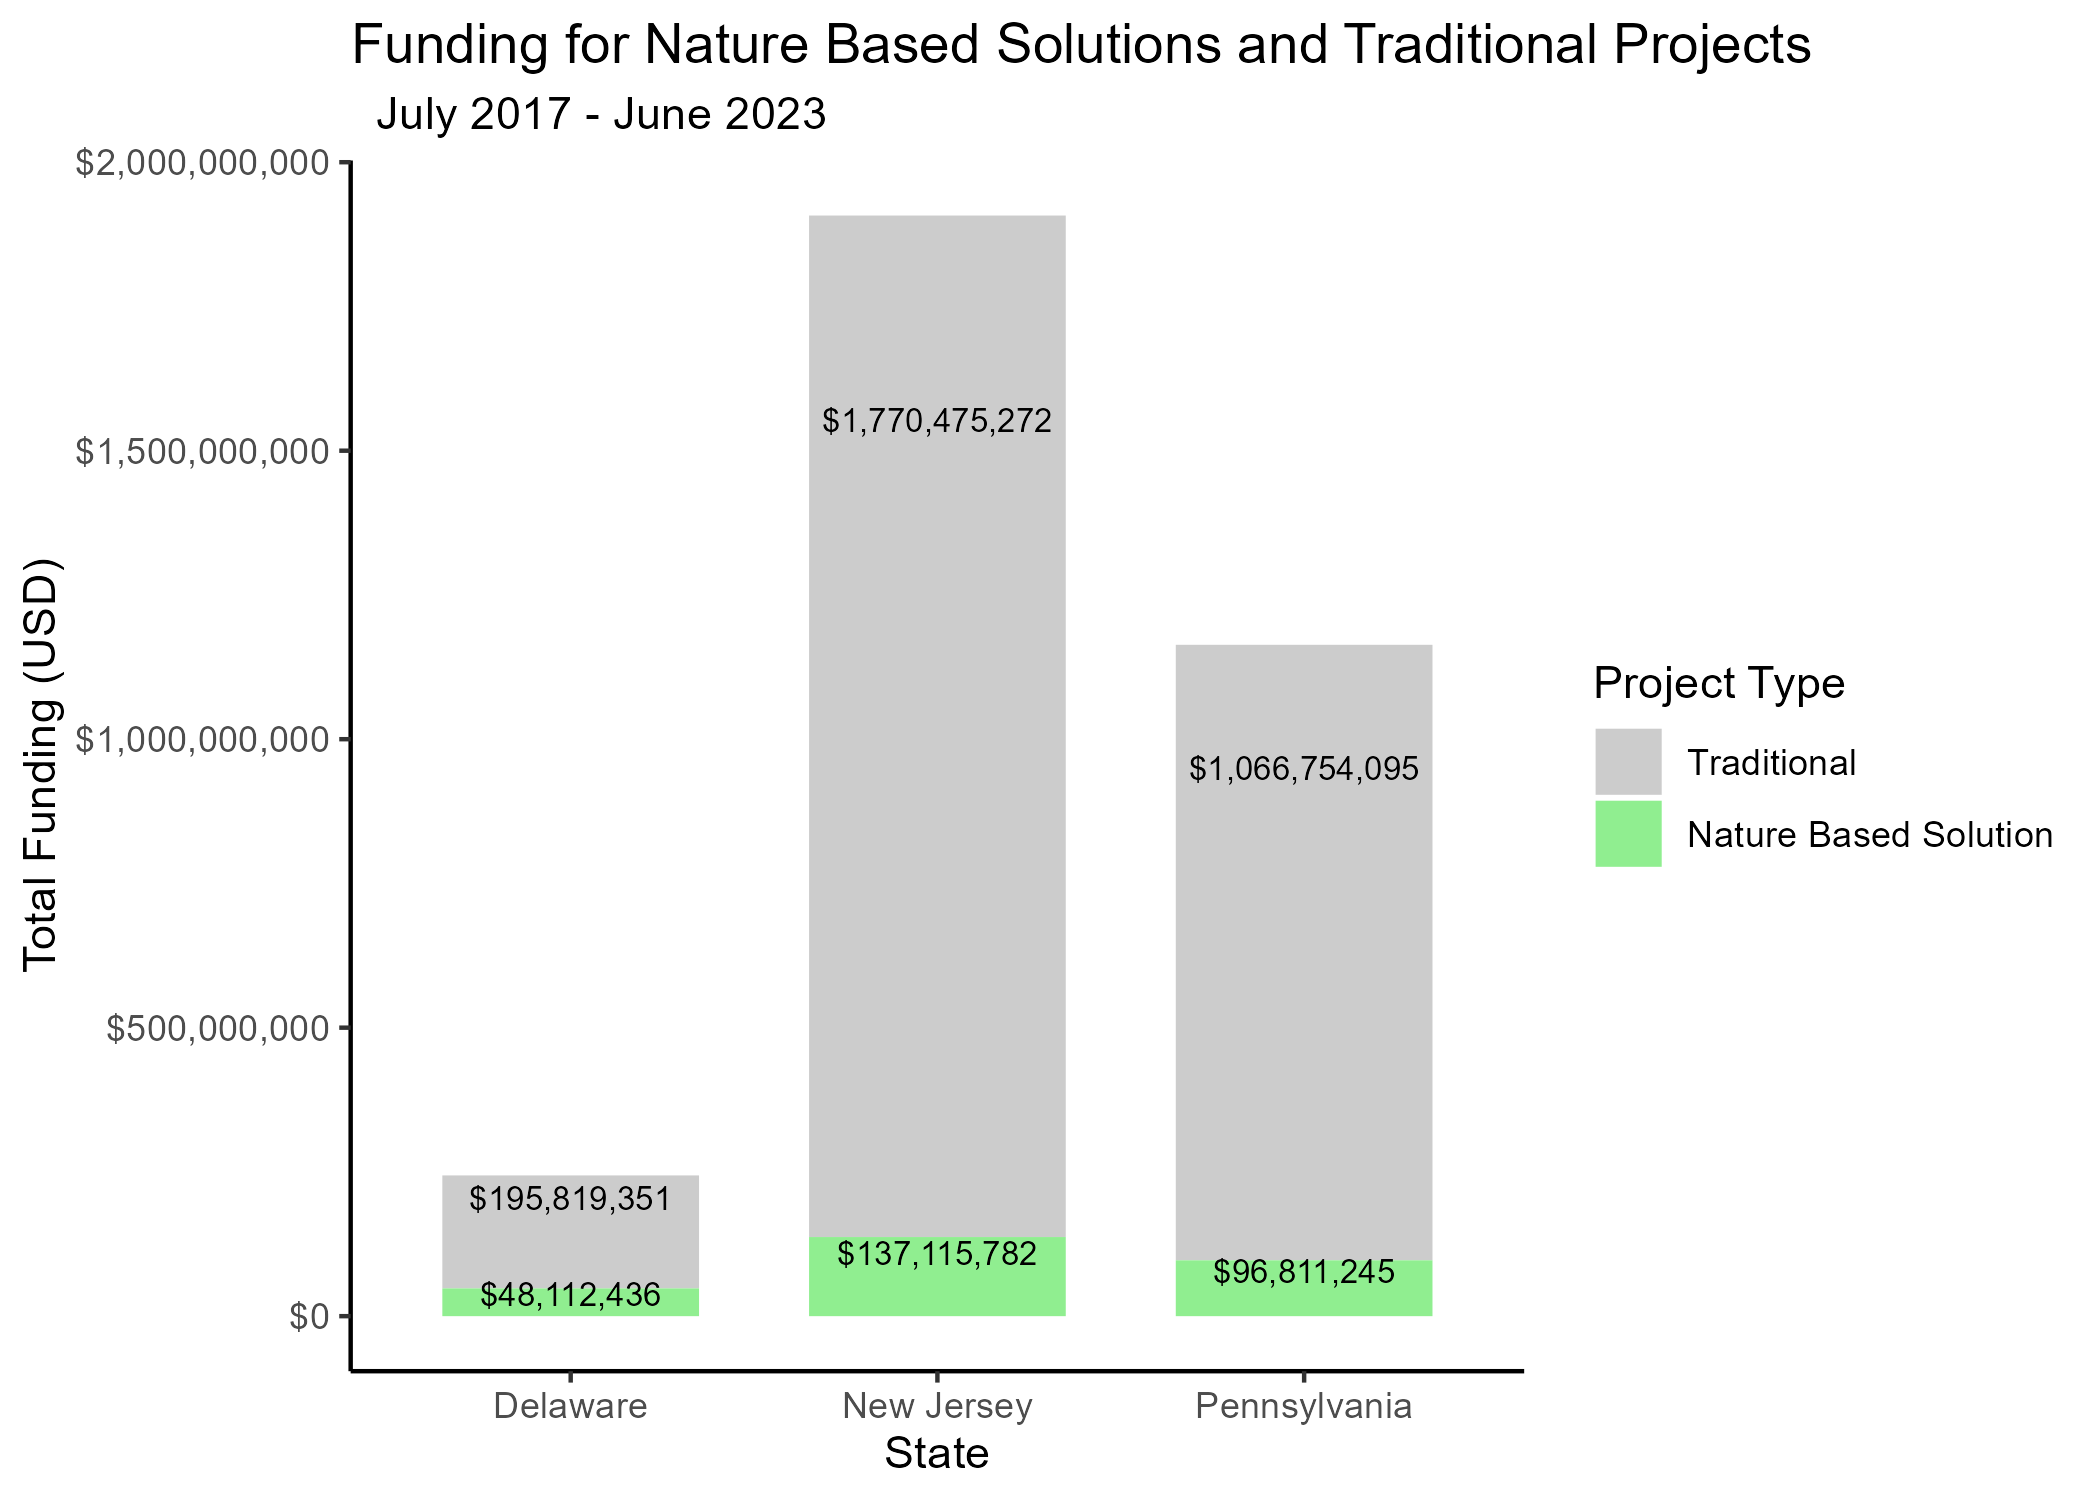 Funding for Nature Based Solutions and Traditional Projects
July 2017 - June 2023
Total Funding (USD)
$2,000,000,000
$1,500,000,000
$1,000,000,000
$500,000,000
$0
$1,770,475,272
$1,066,754,095
$195,819,351
$137,115,782
$96,811,245
$48,112,436
Delaware
New Jersey
Pennsylvania
State
Project Type
Traditional
Nature Based Solution